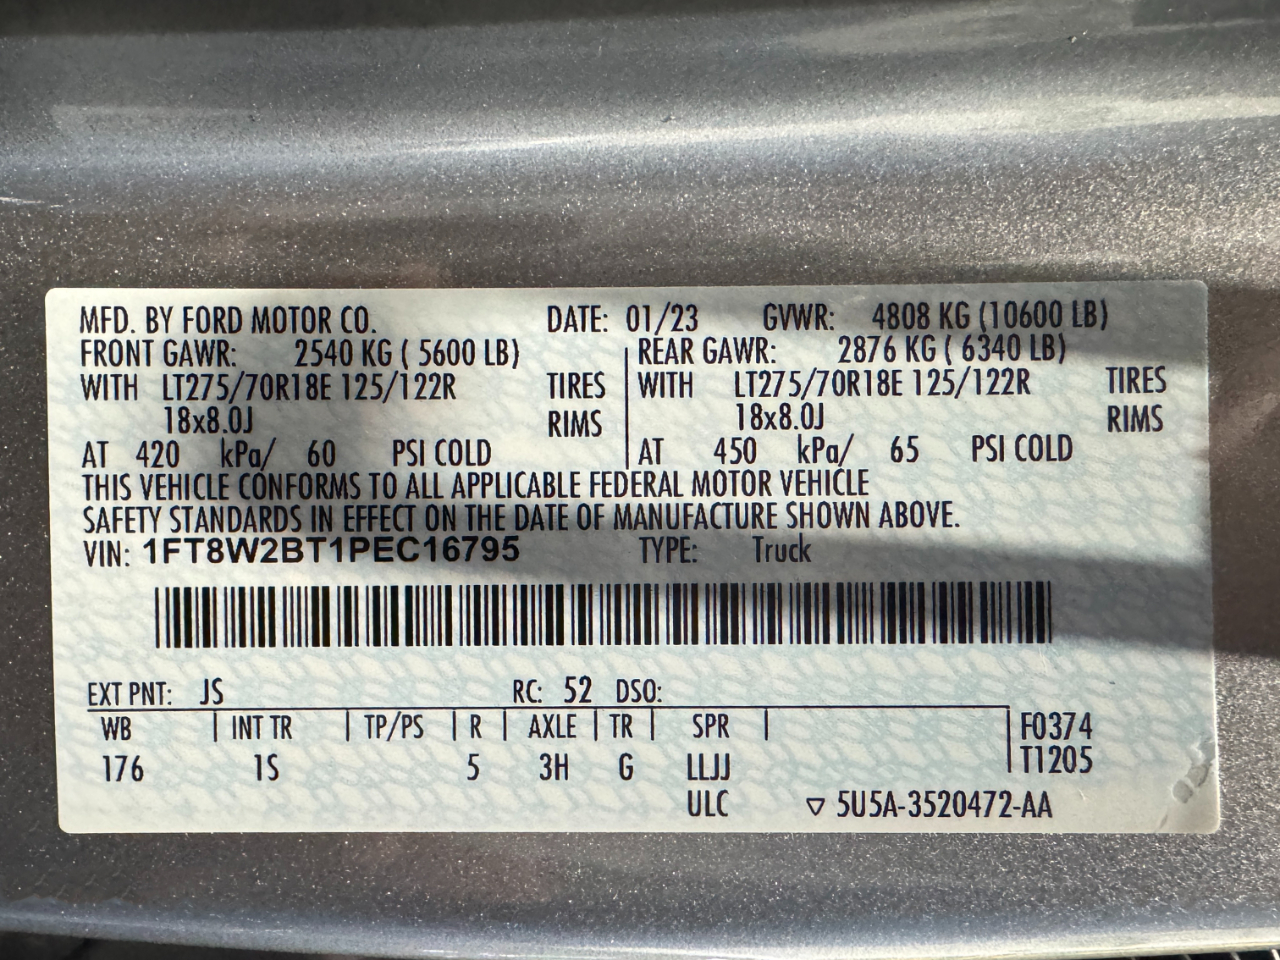 MFD. BY FORD MOTOR CO. DATE: 01/23 GVWR: 4808 KG (10600 LB)
FRONT GAWR: 2540 KG ( 5600 LB) REAR GAWR: 2876 KG ( 6340 LB)
WITH LT275/70R18E 125/122R TIRES WITH LT275/70R18E 125/122R TIRES
18x8.0J RIMS 18x8.0J RIMS
AT 420 kPa/ 60 PSI COLD AT 450 kPa/ 65 PSI COLD
THIS VEHICLE CONFORMS TO ALL APPLICABLE FEDERAL MOTOR VEHICLE
SAFETY STANDARDS IN EFFECT ON THE DATE OF MANUFACTURE SHOWN ABOVE.
VIN: 1FT8W2BT1PEC16795 TYPE: Truck
EXT PNT: JS RC: 52 DSO:
WB INT TR TP/PS R AXLE TR SPR F0374
176 1S 5 3H G LLJJ T1205
ULC ▽ 5U5A-3520472-AA